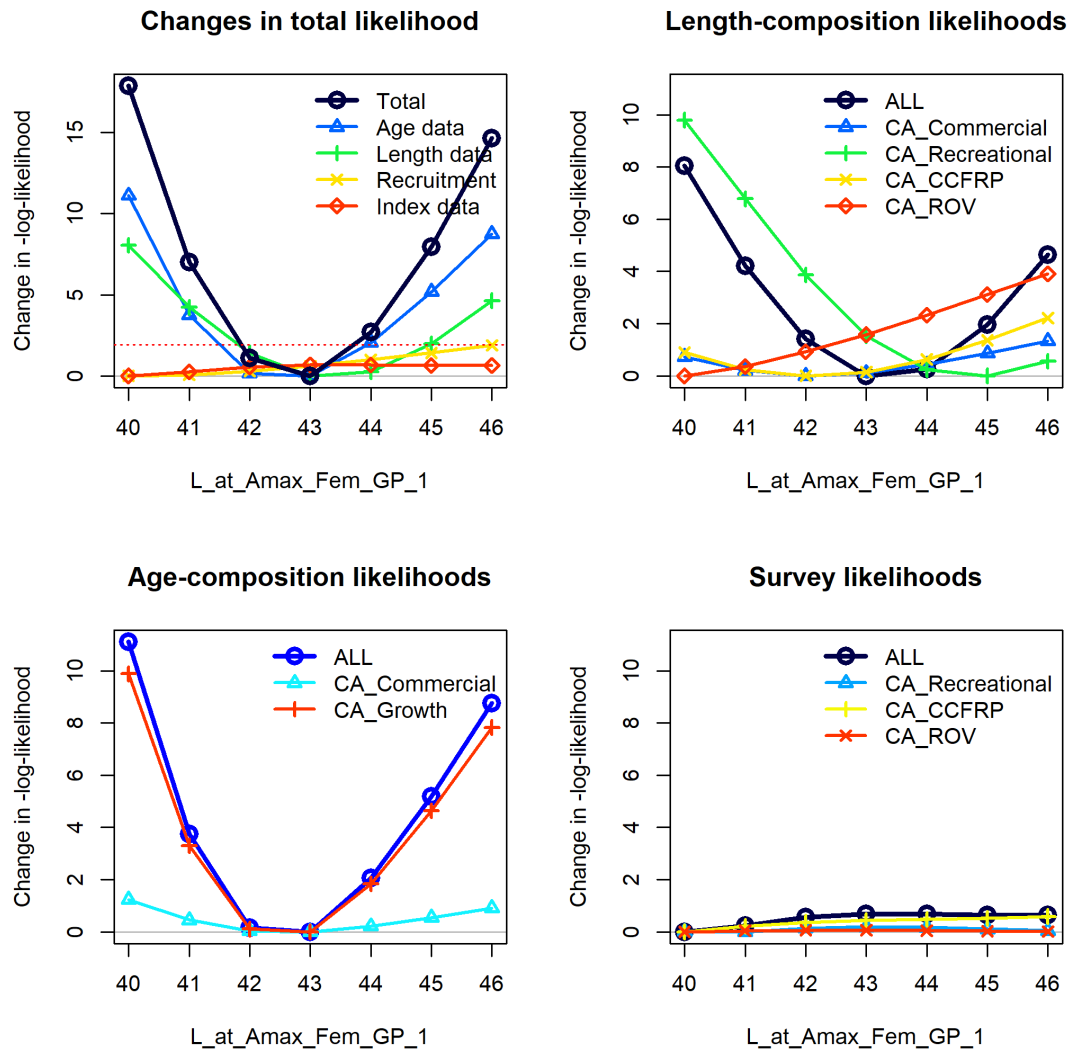 Changes in total likelihood
Change in -log-likelihood
15
10
5
0
Total
Age data
Length data
Recruitment
Index data
40 41 42 43 44 45 46
L_at_Amax_Fem_GP_1
Length-composition likelihoods
Change in -log-likelihood
10
8
6
4
2
0
ALL
CA_Commercial
CA_Recreational
CA_CCFRP
CA_ROV
40 41 42 43 44 45 46
L_at_Amax_Fem_GP_1
Age-composition likelihoods
Change in -log-likelihood
10
8
6
4
2
0
ALL
CA_Commercial
CA_Growth
40 41 42 43 44 45 46
L_at_Amax_Fem_GP_1
Survey likelihoods
Change in -log-likelihood
10
8
6
4
2
0
ALL
CA_Recreational
CA_CCFRP
CA_ROV
40 41 42 43 44 45 46
L_at_Amax_Fem_GP_1